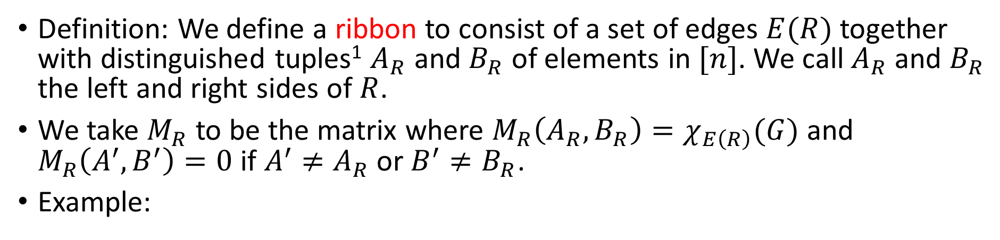 • Definition: We define a ribbon to consist of a set of edges E(R) together
with distinguished tuples¹ A_R and B_R of elements in [n]. We call A_R and B_R
the left and right sides of R.
• We take M_R to be the matrix where M_R(A_R, B_R) = χ_{E(R)}(G) and
M_R(A′, B′) = 0 if A′ ≠ A_R or B′ ≠ B_R.
• Example: